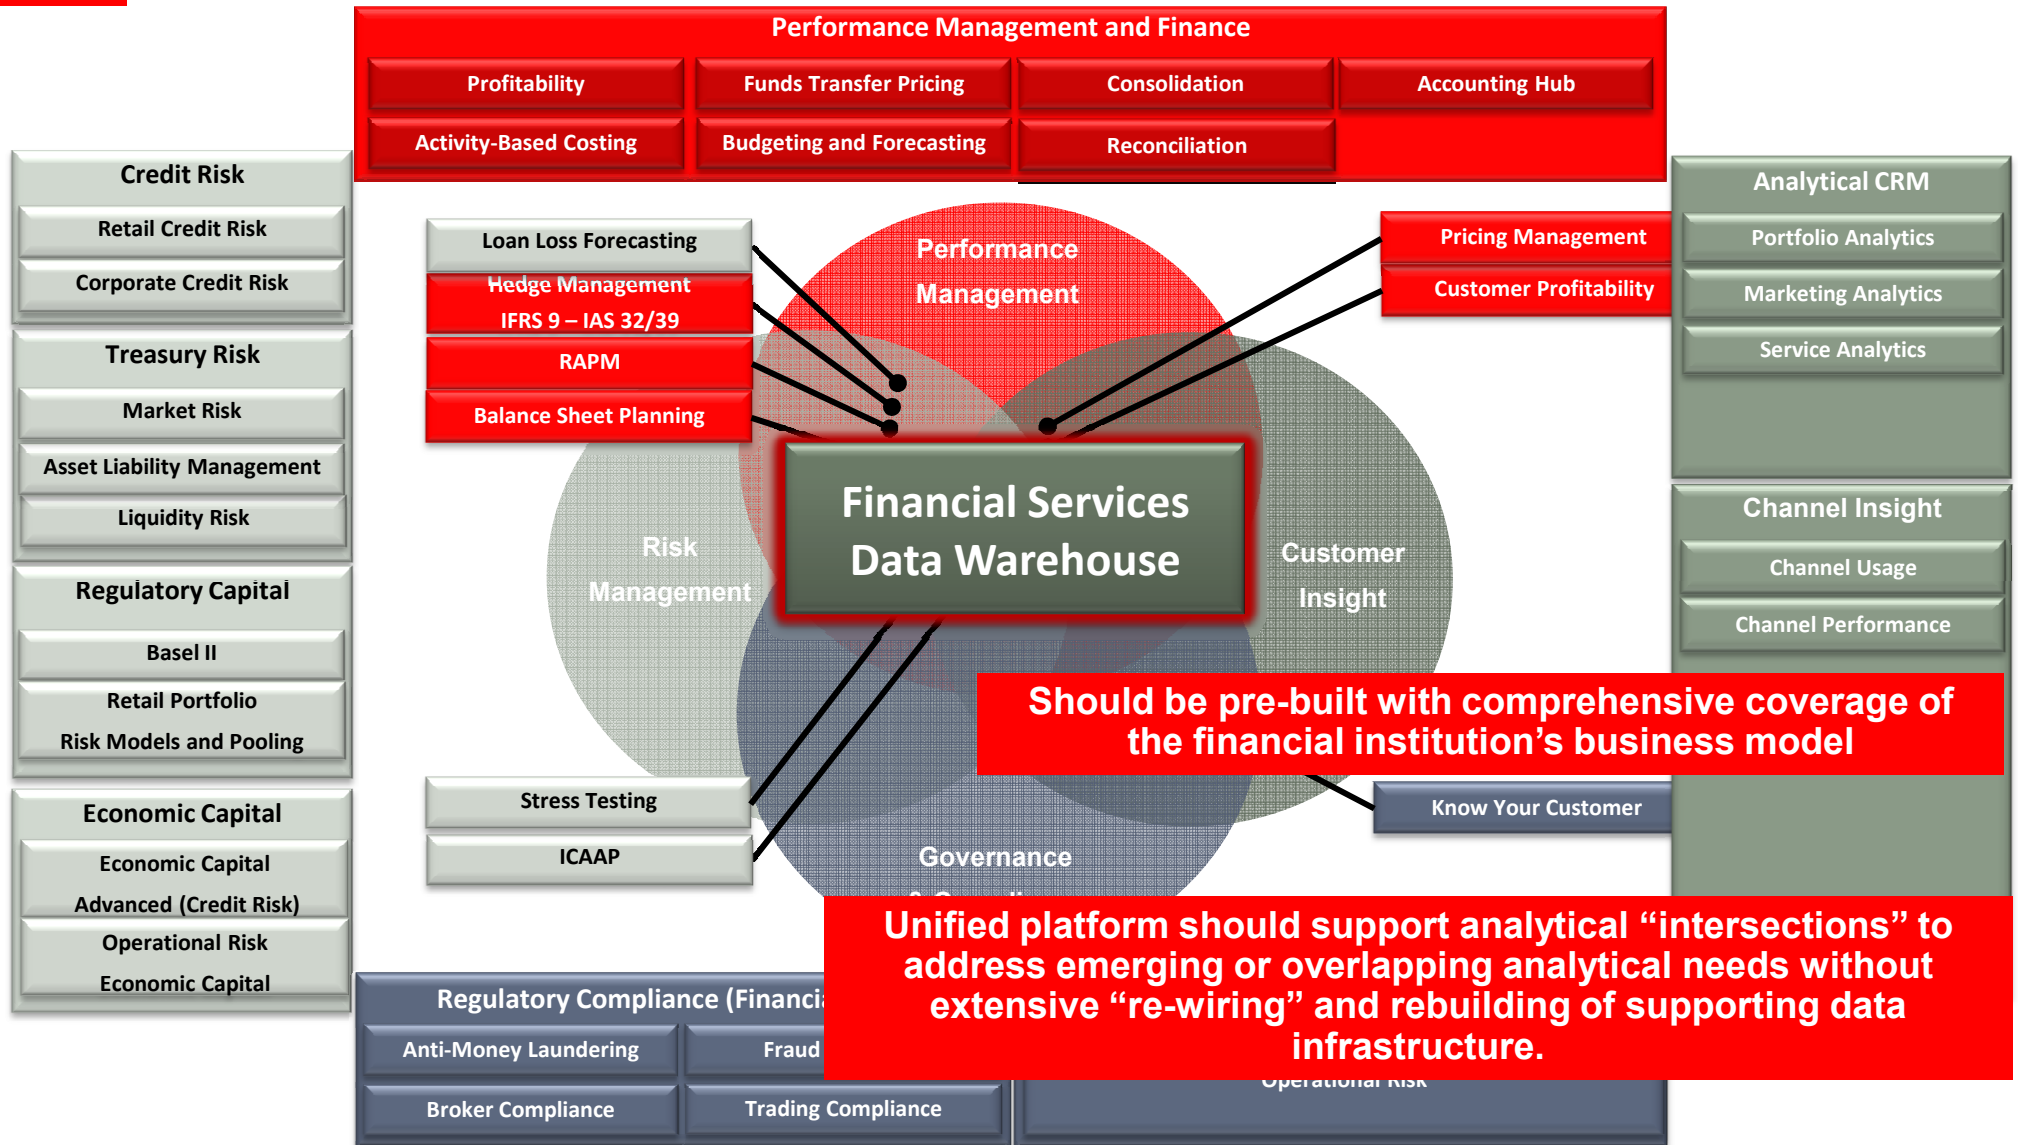 Performance Management and Finance
Profitability
Funds Transfer Pricing
Consolidation
Accounting Hub
Activity-Based Costing
Budgeting and Forecasting
Reconciliation
Credit Risk
Retail Credit Risk
Corporate Credit Risk
Treasury Risk
Market Risk
Asset Liability Management
Liquidity Risk
Regulatory Capital
Basel II
Retail Portfolio
Risk Models and Pooling
Economic Capital
Economic Capital
Advanced (Credit Risk)
Operational Risk
Economic Capital
Loan Loss Forecasting
Hedge Management
IFRS 9 – IAS 32/39
RAPM
Balance Sheet Planning
Performance
Management
Pricing Management
Customer Profitability
Financial Services
Data Warehouse
Risk
Management
Customer
Insight
Stress Testing
ICAAP
Governance
Know Your Customer
Analytical CRM
Portfolio Analytics
Marketing Analytics
Service Analytics
Channel Insight
Channel Usage
Channel Performance
Should be pre-built with comprehensive coverage of
the financial institution’s business model
Unified platform should support analytical “intersections” to
address emerging or overlapping analytical needs without
extensive “re-wiring” and rebuilding of supporting data
infrastructure.
Regulatory Compliance
Anti-Money Laundering
Fraud
Broker Compliance
Trading Compliance
Operational Risk